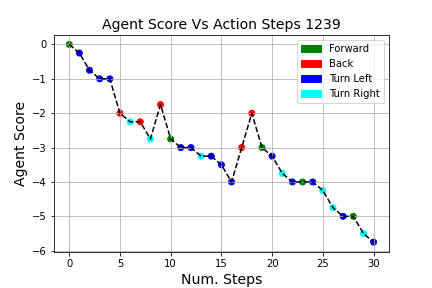 Agent Score Vs Action Steps 1239
Forward
Back
Turn Left
Turn Right
Agent Score
0
−1
−2
−3
−4
−5
−6
0 5 10 15 20 25 30
Num. Steps